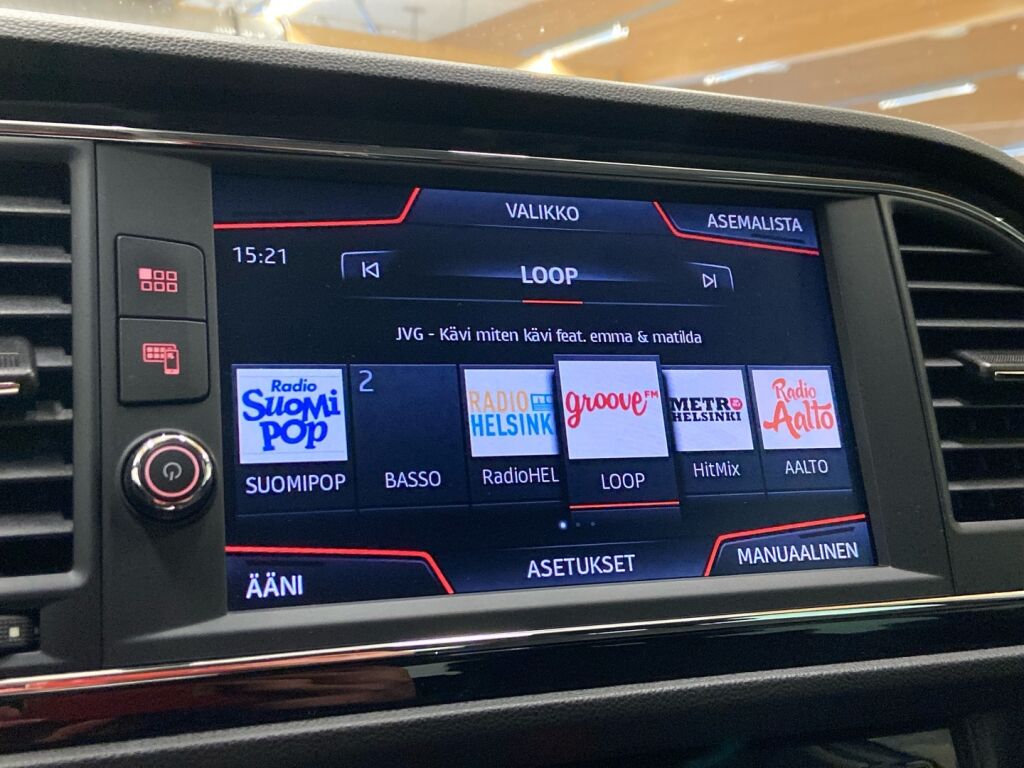 VALIKKO
ASEMALISTA
15:21
LOOP
JVG - Kävi miten kävi feat. emma & matilda
Radio
SuoMi
PoP
SUOMIPOP
2
BASSO
RADIO
HELSINK
RadioHEL
groove FM
LOOP
METRO
HELSINKI
HitMix
Radio
Aalto
AALTO
ÄÄNI
ASETUKSET
MANUAALINEN